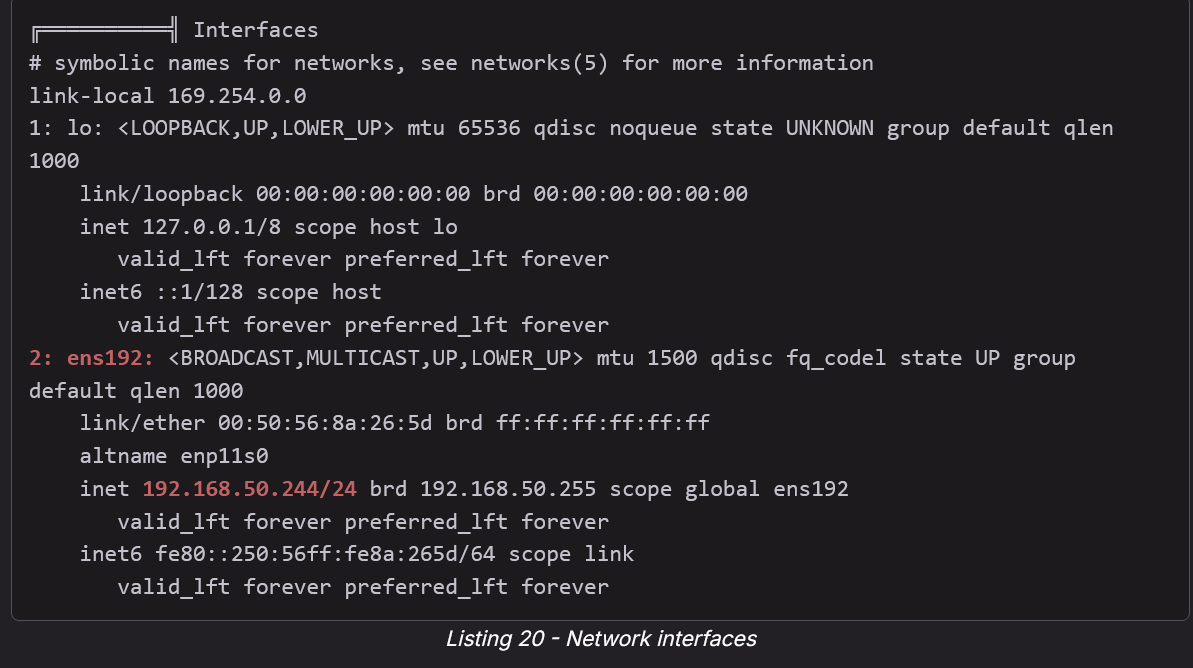 ╔══════════╣ Interfaces
# symbolic names for networks, see networks(5) for more information
link-local 169.254.0.0
1: lo: <LOOPBACK,UP,LOWER_UP> mtu 65536 qdisc noqueue state UNKNOWN group default qlen
1000
    link/loopback 00:00:00:00:00:00 brd 00:00:00:00:00:00
    inet 127.0.0.1/8 scope host lo
       valid_lft forever preferred_lft forever
    inet6 ::1/128 scope host
       valid_lft forever preferred_lft forever
2: ens192: <BROADCAST,MULTICAST,UP,LOWER_UP> mtu 1500 qdisc fq_codel state UP group
default qlen 1000
    link/ether 00:50:56:8a:26:5d brd ff:ff:ff:ff:ff:ff
    altname enp11s0
    inet 192.168.50.244/24 brd 192.168.50.255 scope global ens192
       valid_lft forever preferred_lft forever
    inet6 fe80::250:56ff:fe8a:265d/64 scope link
       valid_lft forever preferred_lft forever
Listing 20 - Network interfaces